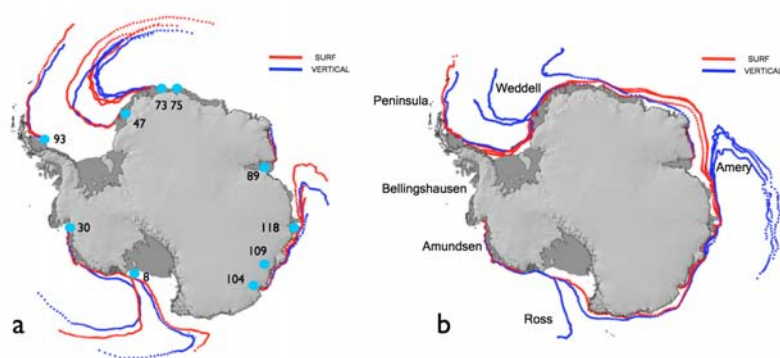 SURF
VERTICAL
73 75
47
93
89
30
118
8
109
104
a
SURF
VERTICAL
Weddell
Peninsula
Amery
Bellingshausen
Amundsen
Ross
b